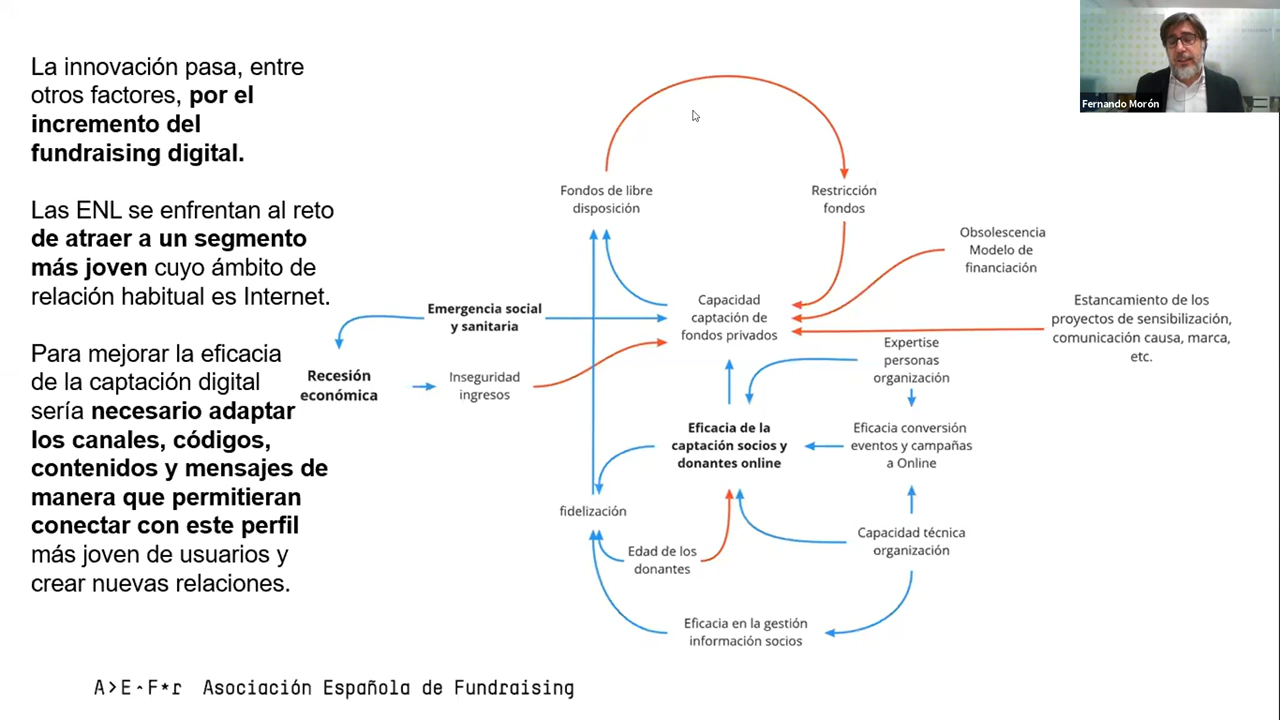 La innovación pasa, entre
otros factores, por el
incremento del
fundraising digital.
Las ENL se enfrentan al reto
de atraer a un segmento
más joven cuyo ámbito de
relación habitual es Internet.
Para mejorar la eficacia
de la captación digital
sería necesario adaptar
los canales, códigos,
contenidos y mensajes de
manera que permitieran
conectar con este perfil
más joven de usuarios y
crear nuevas relaciones.
Fondos de libre
disposición
Restricción
fondos
Obsolescencia
Modelo de
financiación
Emergencia social
y sanitaria
Capacidad
captación de
fondos privados
Estancamiento de los
proyectos de sensibilización,
comunicación causa, marca,
etc.
Recesión
económica
Inseguridad
ingresos
Expertise
personas
organización
Eficacia de la
captación socios y
donantes online
Eficacia conversión
eventos y campañas
a Online
fidelización
Edad de los
donantes
Capacidad técnica
organización
Eficacia en la gestión
información socios
A>E^F*r Asociación Española de Fundraising
Fernando Morón